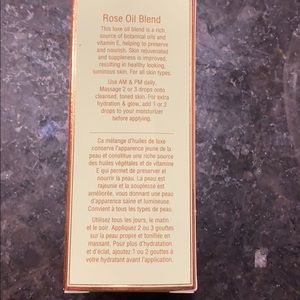 Rose Oil Blend
This luxe oil blend is a rich
source of botanical oils and
vitamin E, helping to preserve
and nourish. Skin rejuvenated
and suppleness is improved,
resulting in healthy looking,
luminous skin. For all skin types.
Use AM & PM daily.
Massage 2 or 3 drops onto
cleansed, toned skin. For extra
hydration & glow, add 1 or 2
drops to your moisturizer
before applying.
Ce mélange d'huiles de luxe
conserve l'apparence jeune de la
peau et constitue une riche source
des huiles végétales et de vitamine
E qui permet de préserver et
nourrir la peau. La peau est
rajeunie et la souplesse est
améliorée, vous donnant une peau
d'apparence saine et lumineuse.
Convient à tous les types de peau.
Utilisez tous les jours, le matin
et le soir. Appliquez 2 ou 3 gouttes
sur la peau propre et tonifiée en
massant. Pour plus d'hydratation
et d'éclat, ajoutez 1 ou 2 gouttes à
votre hydratant avant l'application.